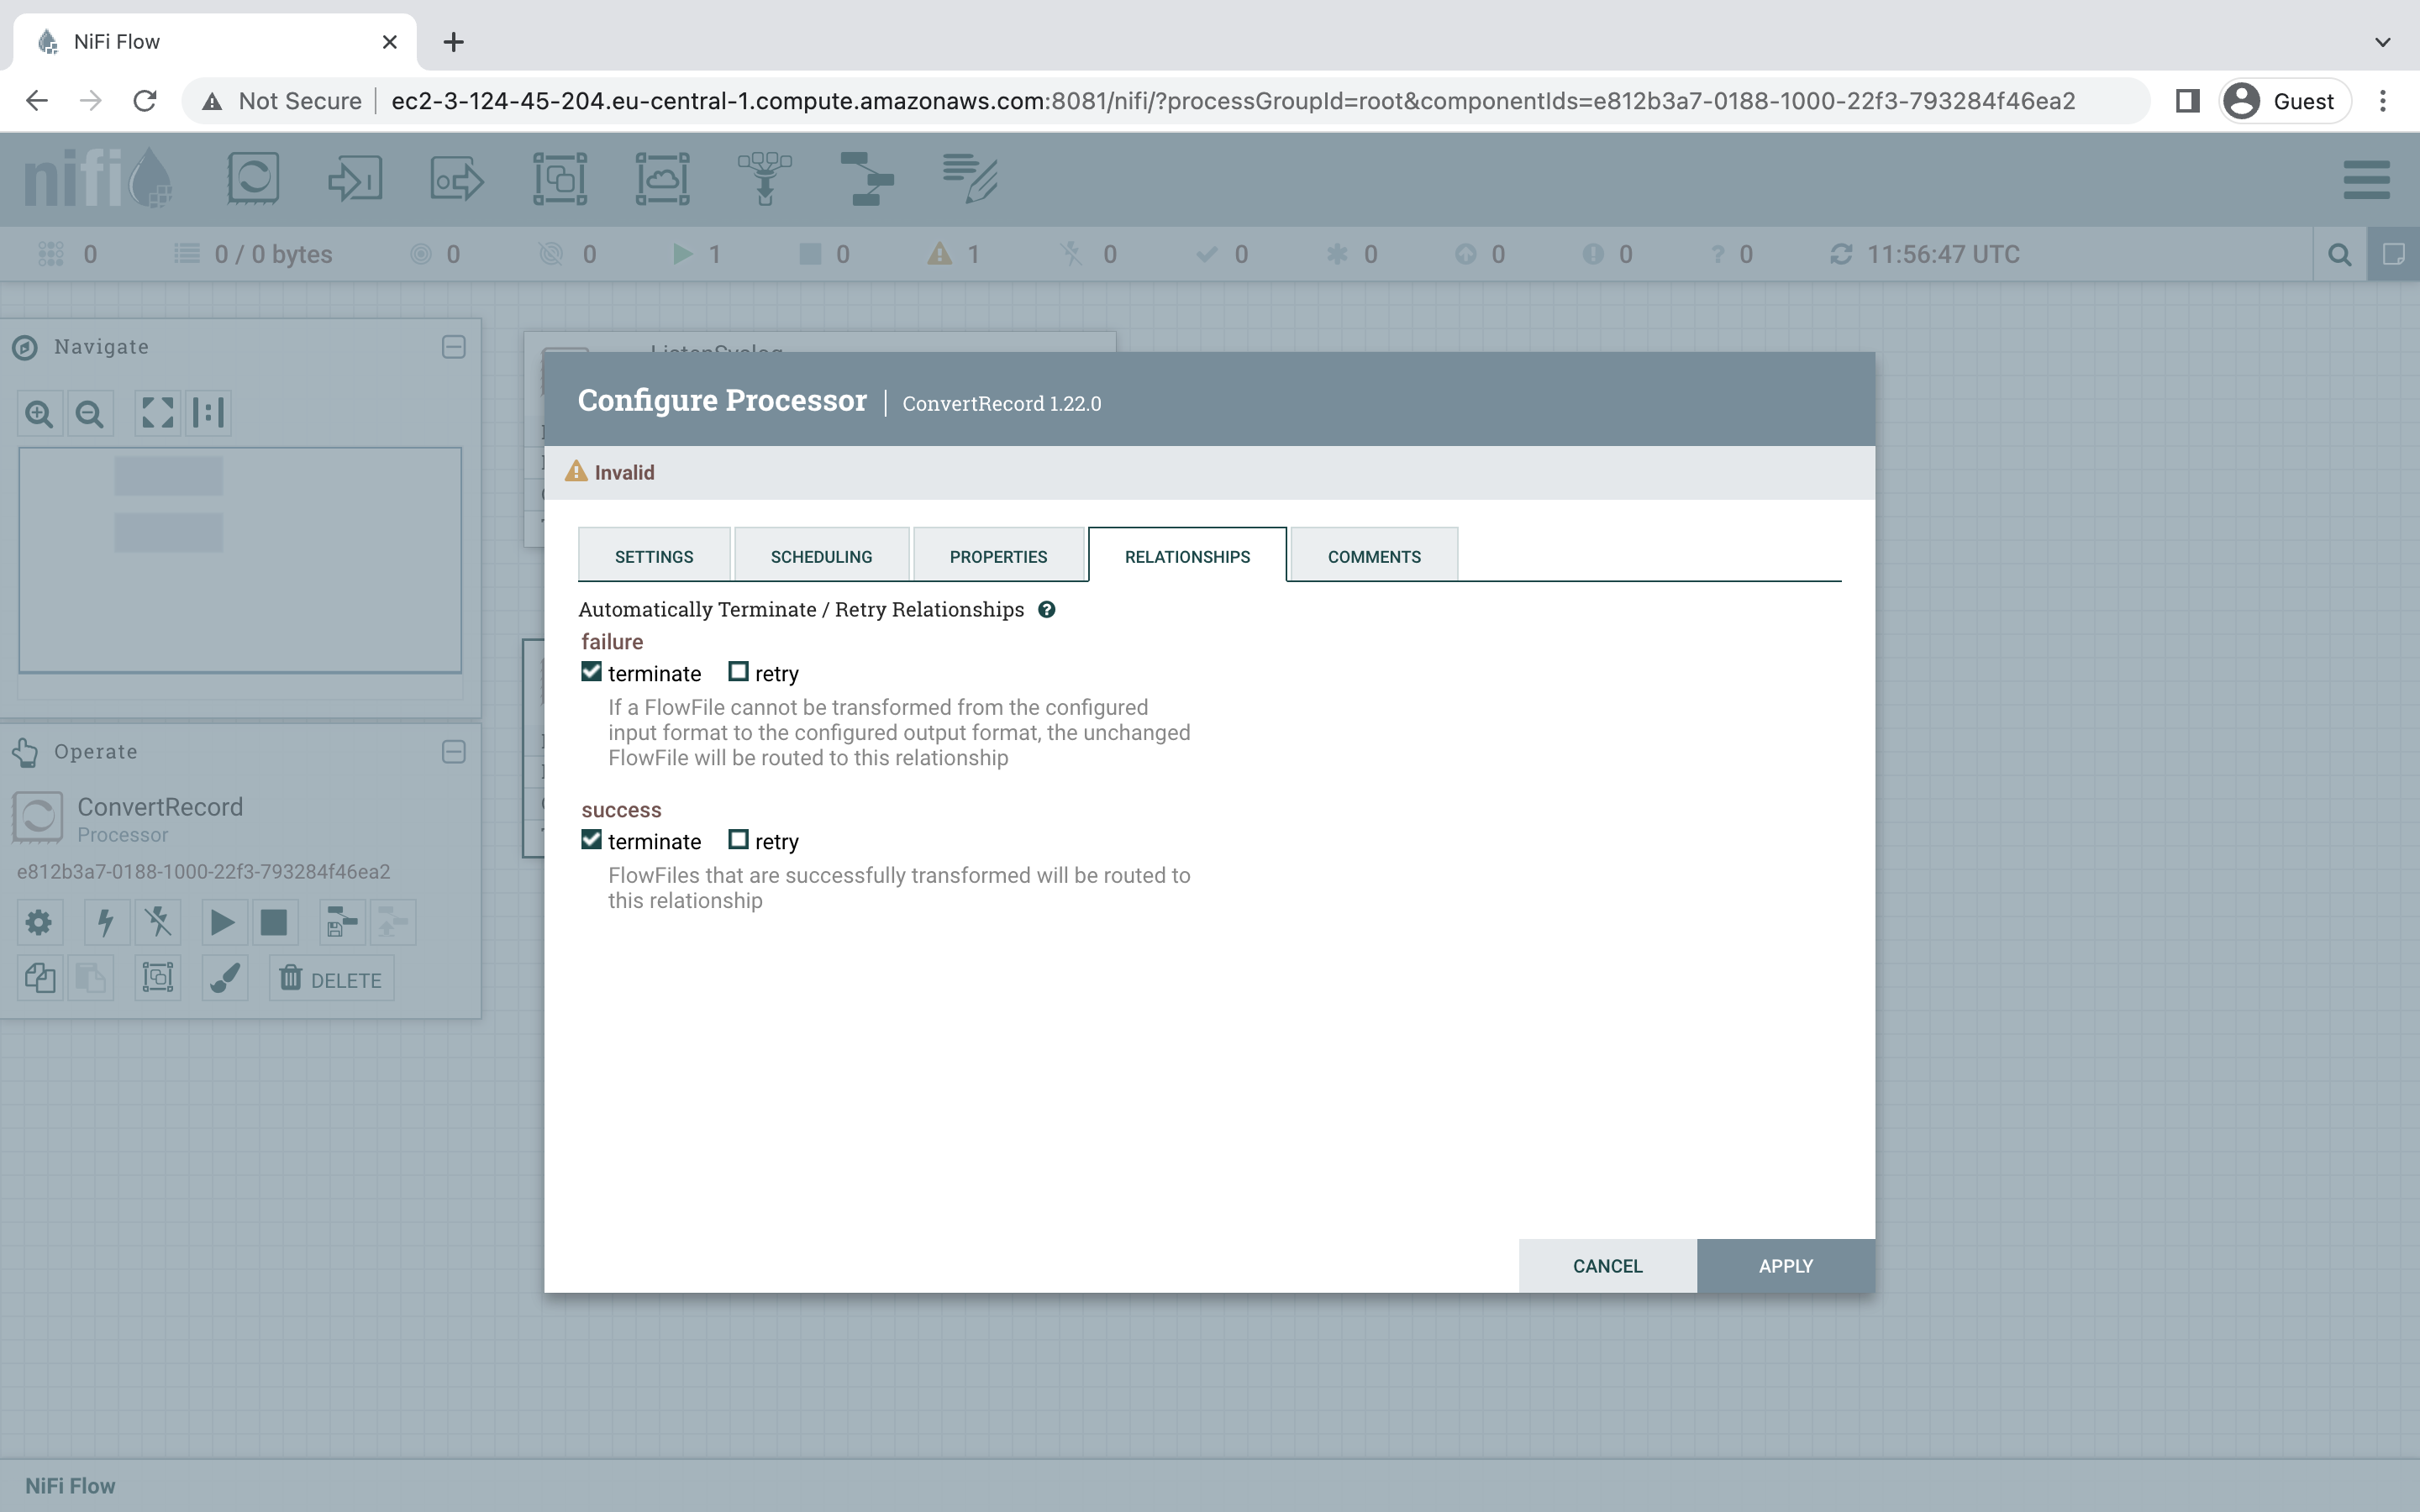 NiFi Flow
Not Secure
ec2-3-124-45-204.eu-central-1.compute.amazonaws.com:8081/nifi/?processGroupId=root&componentIds=e812b3a7-0188-1000-22f3-793284f46ea2
Guest
nifi
0
0 / 0 bytes
0
0
1
0
1
0
0
0
0
0
0
11:56:47 UTC
Navigate
ListenSyslog
Configure Processor
ConvertRecord 1.22.0
Invalid
SETTINGS
SCHEDULING
PROPERTIES
RELATIONSHIPS
COMMENTS
Automatically Terminate / Retry Relationships
failure
terminate
retry
If a FlowFile cannot be transformed from the configured
input format to the configured output format, the unchanged
FlowFile will be routed to this relationship
success
terminate
retry
FlowFiles that are successfully transformed will be routed to
this relationship
CANCEL
APPLY
Operate
ConvertRecord
Processor
e812b3a7-0188-1000-22f3-793284f46ea2
DELETE
NiFi Flow